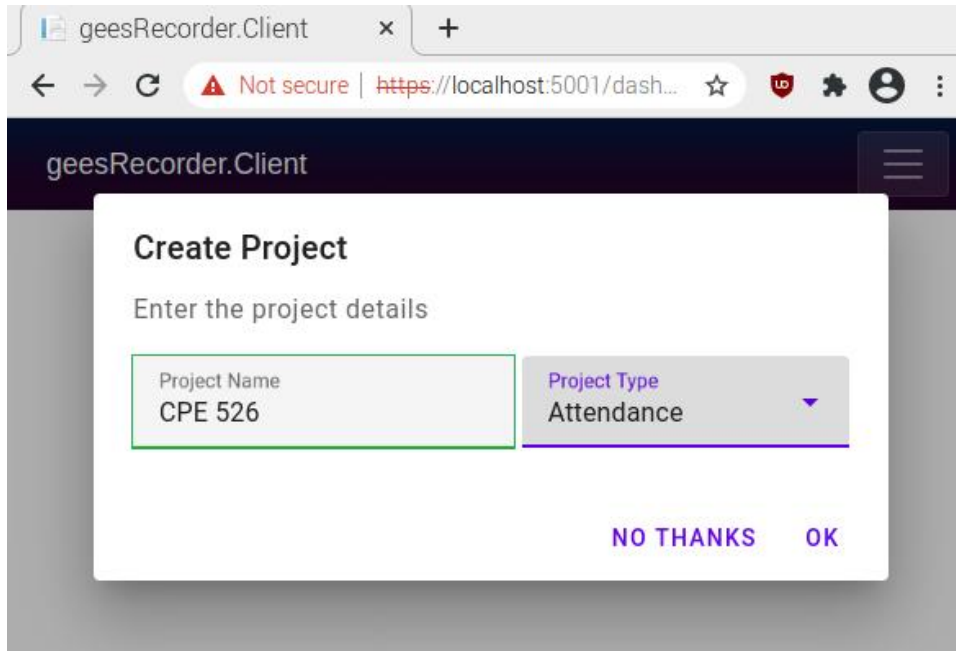 geesRecorder.Client
Not secure | https://localhost:5001/dash...
geesRecorder.Client
Create Project
Enter the project details
Project Name
CPE 526
Project Type
Attendance
NO THANKS
OK